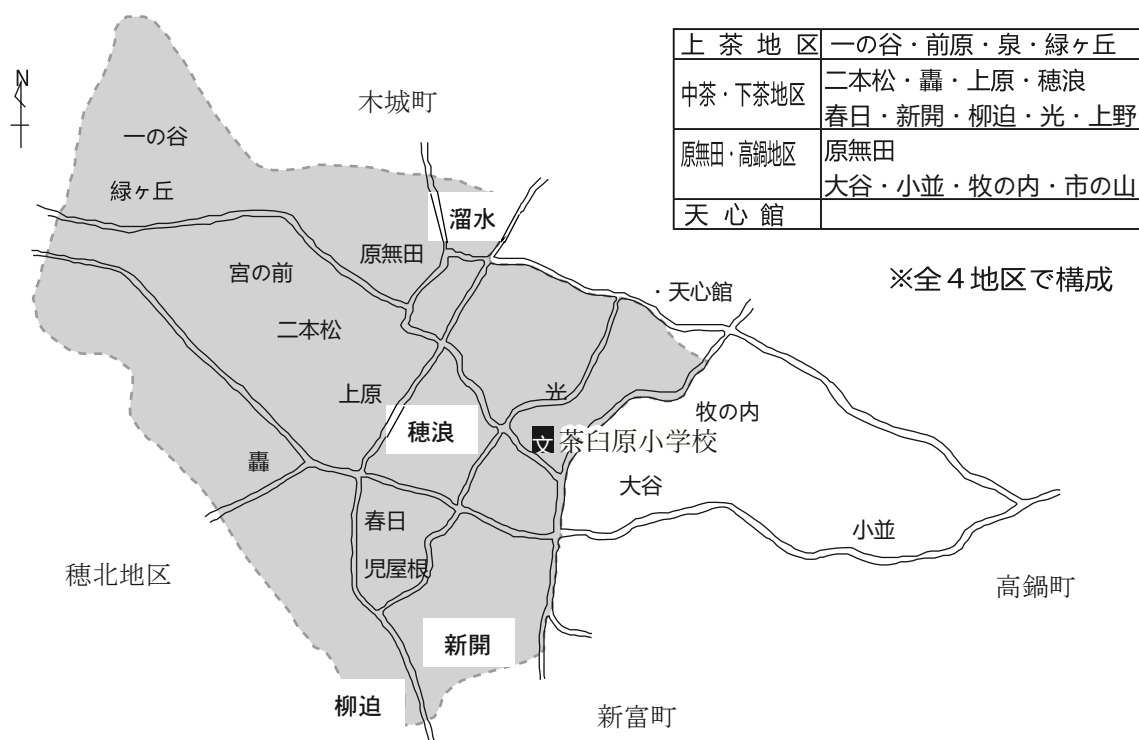 上茶地区 一の谷・前原・泉・緑ヶ丘
中茶・下茶地区 二本松・轟・上原・穂浪
春日・新開・柳迫・光・上野
原無田・高鍋地区 原無田
大谷・小並・牧の内・市の山
天心館
※全4地区で構成
N
木城町
一の谷
緑ヶ丘
溜水
原無田
宮の前
・天心館
二本松
上原
光
牧の内
穂浪
文 茶臼原小学校
轟
大谷
春日
小並
児屋根
穂北地区
高鍋町
新開
柳迫
新富町